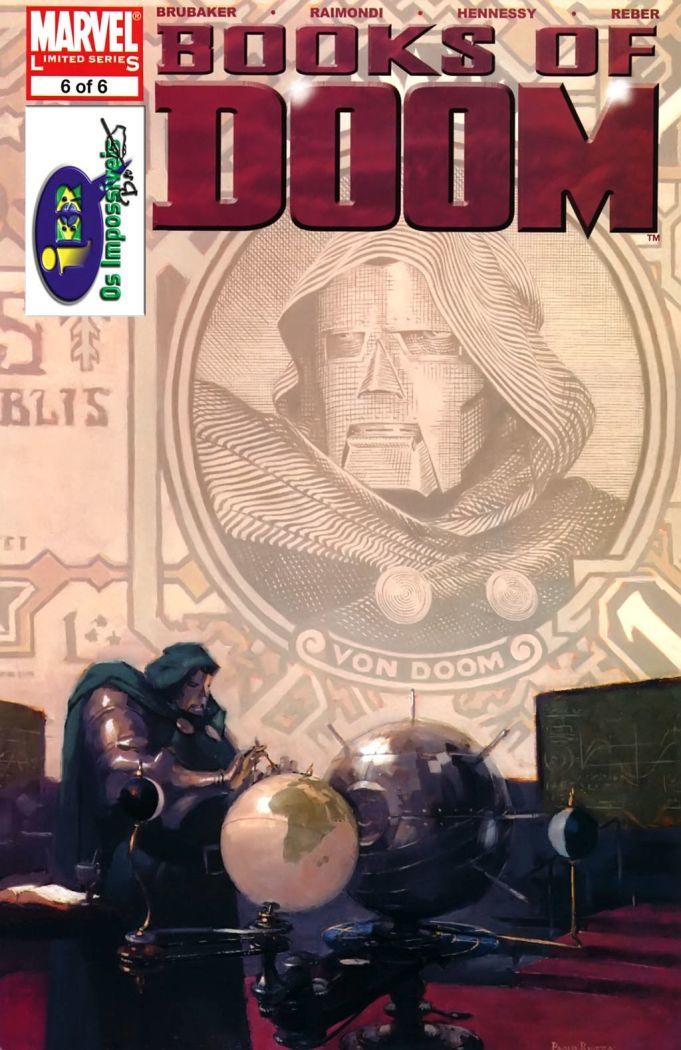 BRUBAKER • RAIMONDI • HENNESSY • REBER
MARVEL
LIMITED SERIES
6 of 6
BOOKS OF
DOOM
TM
Os Impossíveis
BLIS
VON DOOM
1